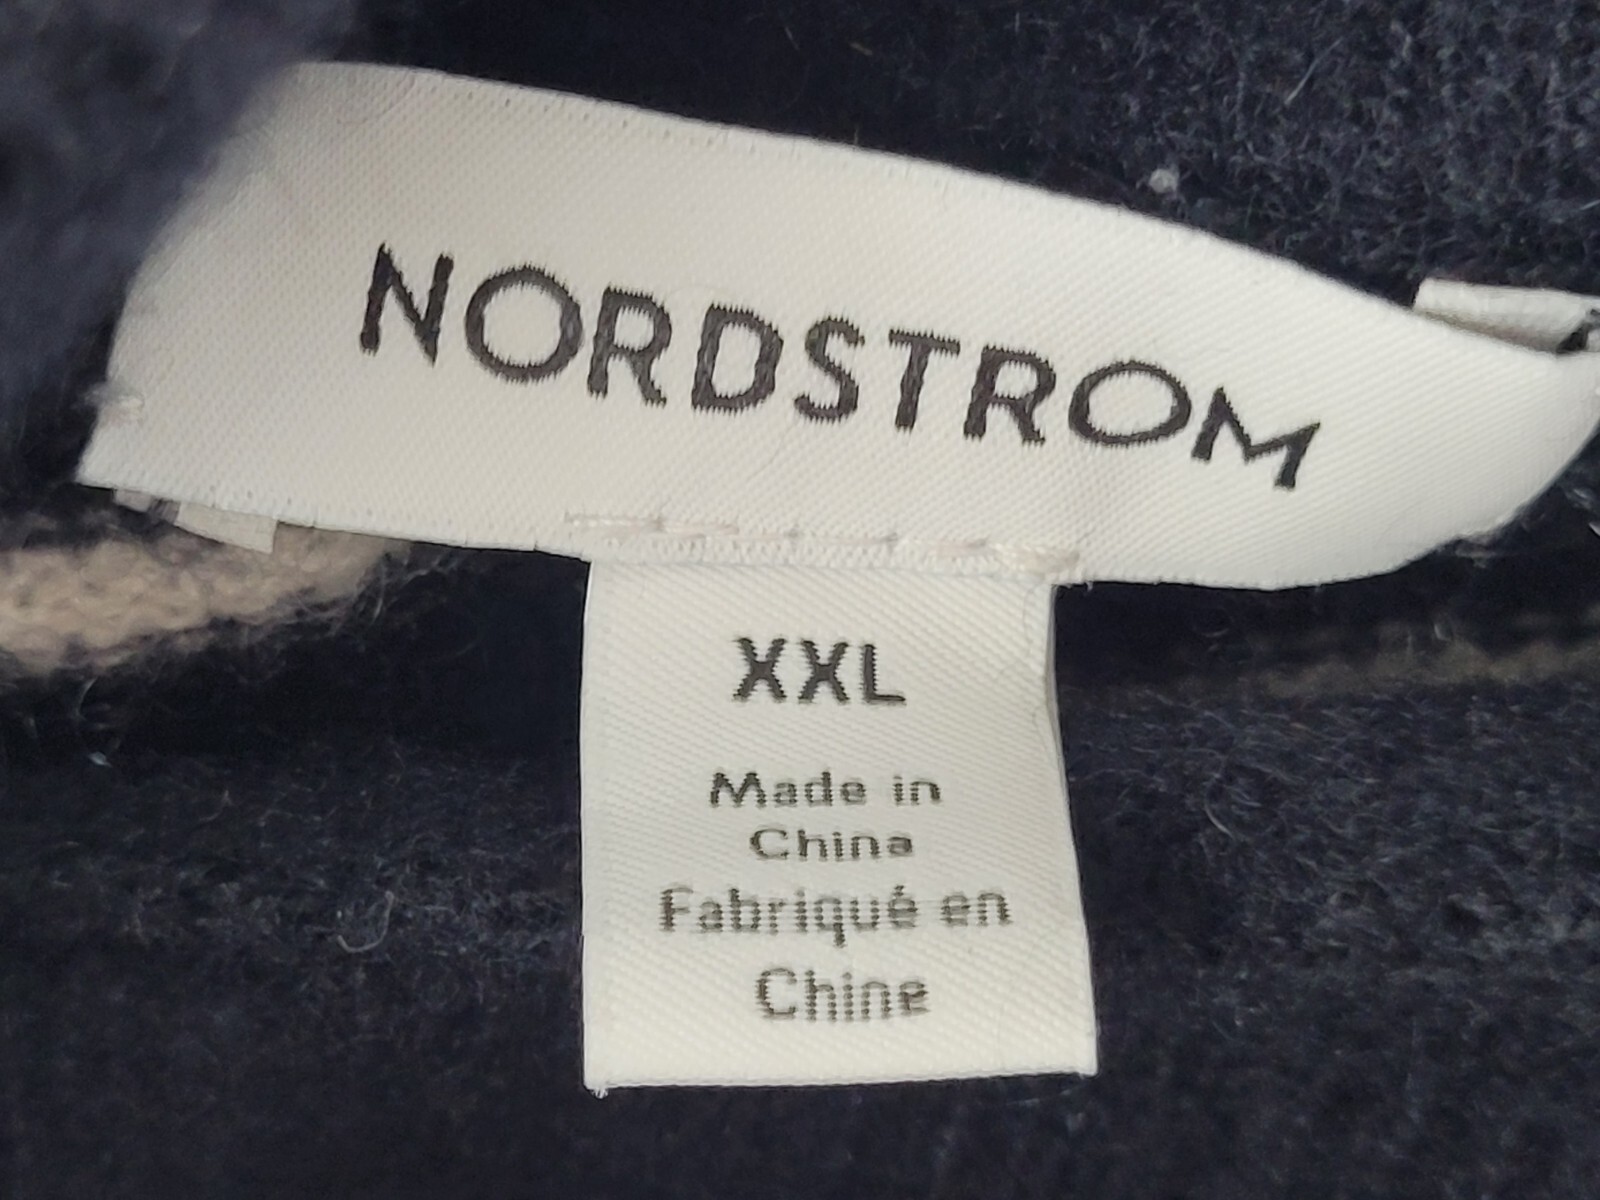 NORDSTROM
XXL
Made in
China
Fabriqué en
Chine